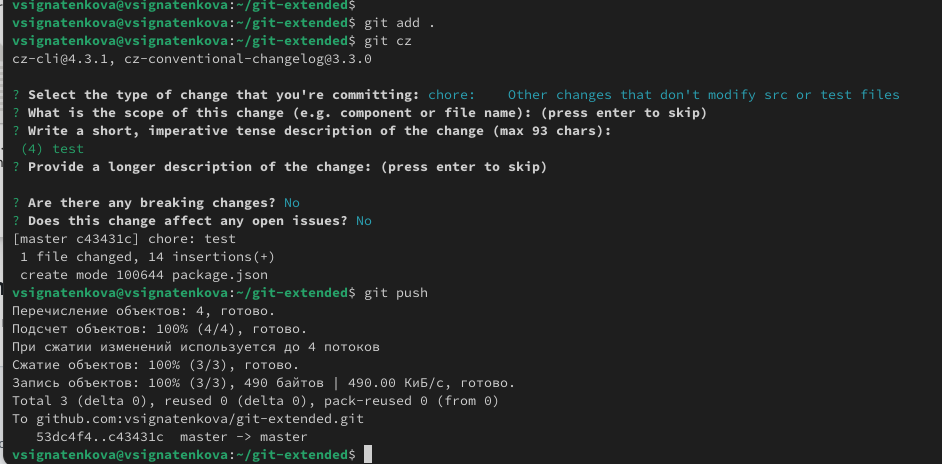 vsignatenkova@vsignatenkova:~/git-extended$
vsignatenkova@vsignatenkova:~/git-extended$ git add .
vsignatenkova@vsignatenkova:~/git-extended$ git cz
cz-cli@4.3.1, cz-conventional-changelog@3.3.0
? Select the type of change that you're committing: chore:    Other changes that don't modify src or test files
? What is the scope of this change (e.g. component or file name): (press enter to skip)
? Write a short, imperative tense description of the change (max 93 chars):
 (4) test
? Provide a longer description of the change: (press enter to skip)
? Are there any breaking changes? No
? Does this change affect any open issues? No
[master c43431c] chore: test
 1 file changed, 14 insertions(+)
 create mode 100644 package.json
vsignatenkova@vsignatenkova:~/git-extended$ git push
Перечисление объектов: 4, готово.
Подсчет объектов: 100% (4/4), готово.
При сжатии изменений используется до 4 потоков
Сжатие объектов: 100% (3/3), готово.
Запись объектов: 100% (3/3), 490 байтов | 490.00 КиБ/с, готово.
Total 3 (delta 0), reused 0 (delta 0), pack-reused 0 (from 0)
To github.com:vsignatenkova/git-extended.git
   53dc4f4..c43431c  master -> master
vsignatenkova@vsignatenkova:~/git-extended$